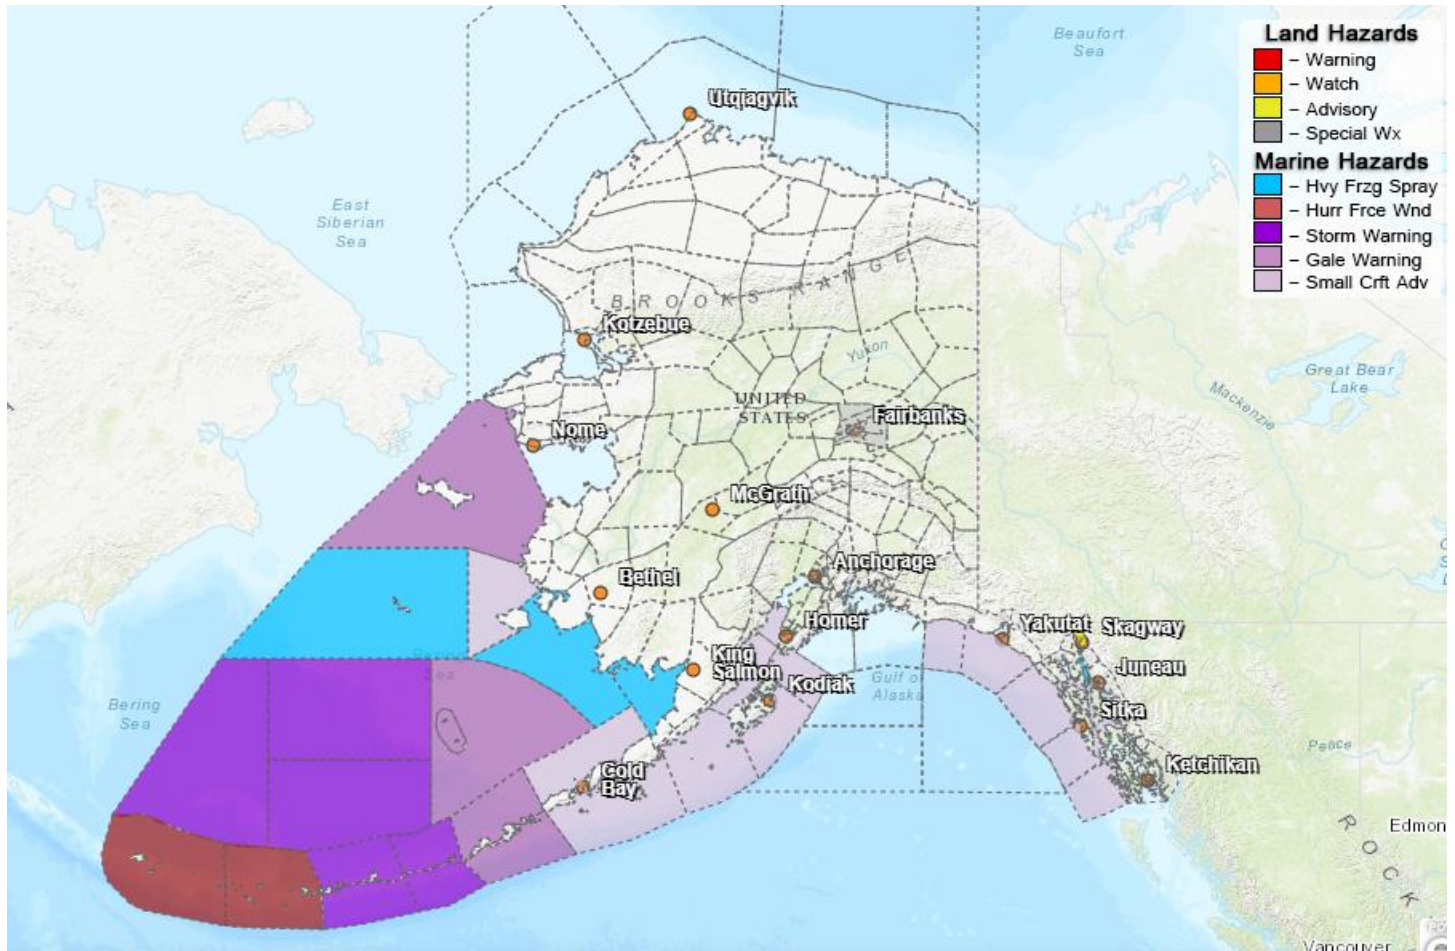 Land Hazards
– Warning
– Watch
– Advisory
– Special Wx
Marine Hazards
– Hvy Frzg Spray
– Hurr Frce Wnd
– Storm Warning
– Gale Warning
– Small Crft Adv
Beaufort
Sea
Utqiagvik
East
Siberian
Sea
BROOKS RANGE
Kotzebue
Yukon
Great Bear
Lake
Mackenzie
UNITED
STATES
Fairbanks
Nome
McGrath
Anchorage
Bethel
Homer
Yakutat
Skagway
King
Salmon
Juneau
Kodiak
Gulf of
Alaska
Bering
Sea
Sitka
Peace
Ketchikan
Cold
Bay
Edmon
ROCK
Vancouver